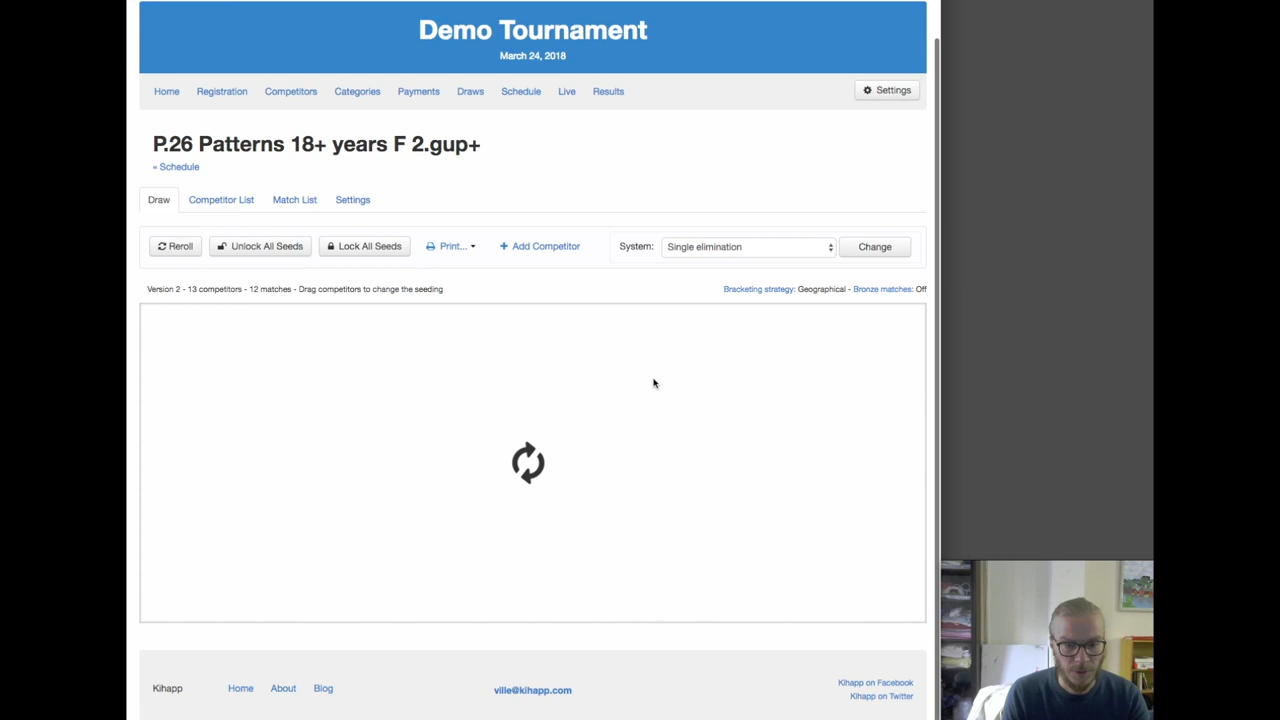 Demo Tournament
March 24, 2018
Home Registration Competitors Categories Payments Draws Schedule Live Results Settings
P.26 Patterns 18+ years F 2.gup+
« Schedule
Draw Competitor List Match List Settings
Reroll Unlock All Seeds Lock All Seeds Print... + Add Competitor System: Single elimination Change
Version 2 - 13 competitors - 12 matches - Drag competitors to change the seeding Bracketing strategy: Geographical - Bronze matches: Off
Kihapp Home About Blog ville@kihapp.com Kihapp on Facebook
Kihapp on Twitter